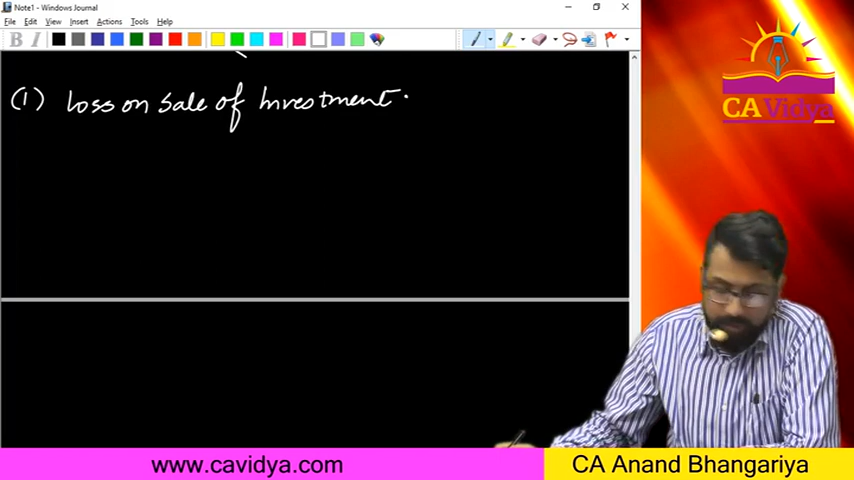 Note1 - Windows Journal
File Edit View Insert Actions Tools Help
B I
(1) loss on sale of Investment.
CA Vidya
www.cavidya.com
CA Anand Bhangariya